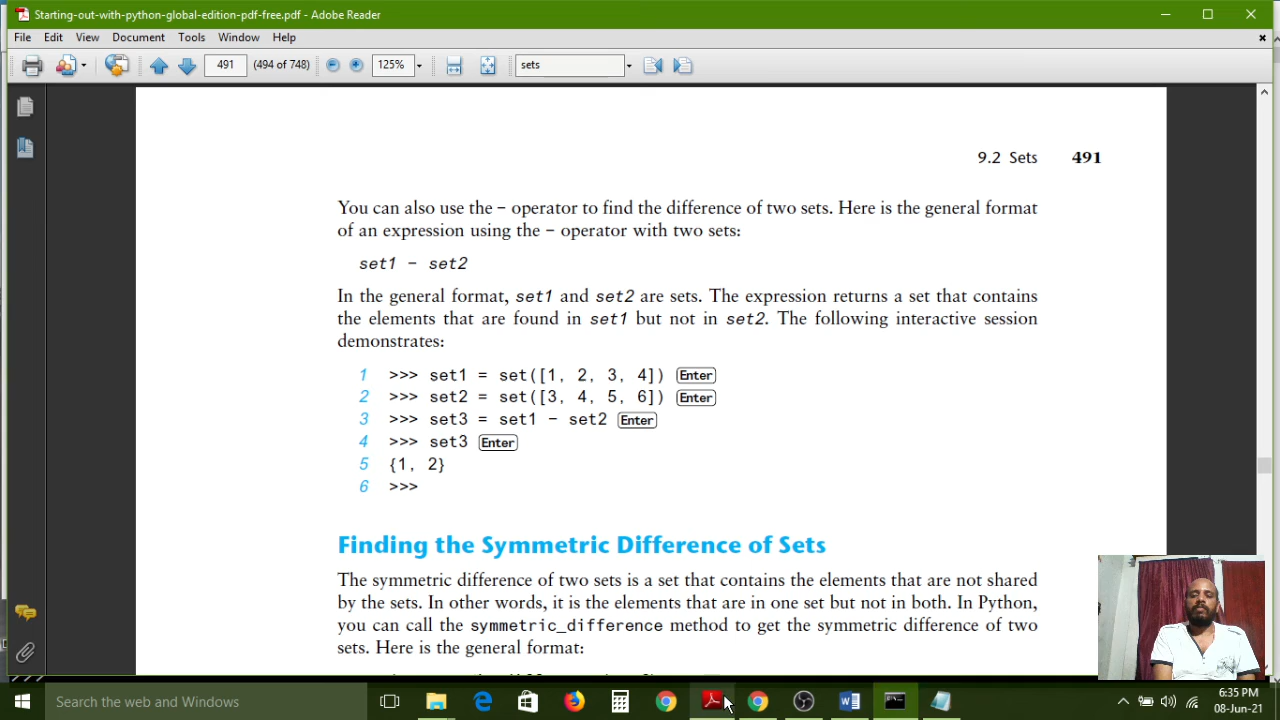 Starting-out-with-python-global-edition-pdf-free.pdf - Adobe Reader
File Edit View Document Tools Window Help
491 (494 of 748) 125% sets
9.2 Sets 491
You can also use the – operator to find the difference of two sets. Here is the general format
of an expression using the – operator with two sets:
set1 – set2
In the general format, set1 and set2 are sets. The expression returns a set that contains
the elements that are found in set1 but not in set2. The following interactive session
demonstrates:
1 >>> set1 = set([1, 2, 3, 4]) Enter
2 >>> set2 = set([3, 4, 5, 6]) Enter
3 >>> set3 = set1 – set2 Enter
4 >>> set3 Enter
5 {1, 2}
6 >>>
Finding the Symmetric Difference of Sets
The symmetric difference of two sets is a set that contains the elements that are not shared
by the sets. In other words, it is the elements that are in one set but not in both. In Python,
you can call the symmetric_difference method to get the symmetric difference of two
sets. Here is the general format:
Search the web and Windows
6:35 PM
08-Jun-21